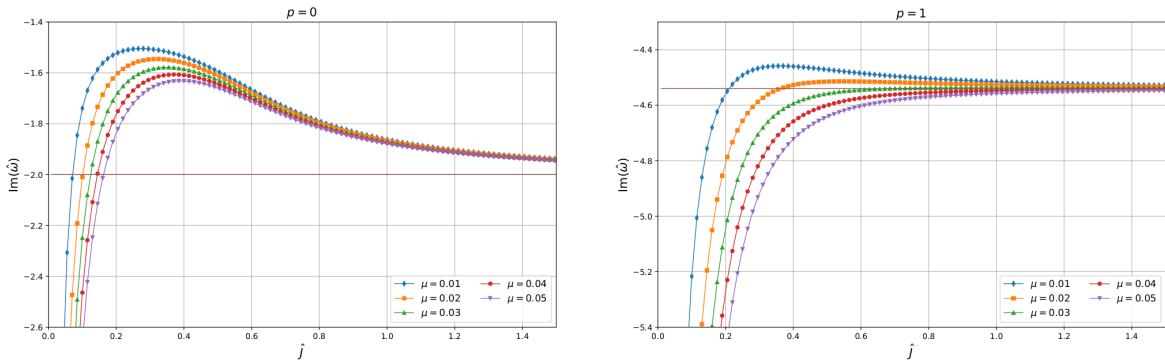 p = 0
−1.4
−1.6
−1.8
−2.0
−2.2
−2.4
−2.6
Im(ω̂)
0.0 0.2 0.4 0.6 0.8 1.0 1.2 1.4
Ĵ
μ = 0.01 μ = 0.04
μ = 0.02 μ = 0.05
μ = 0.03
p = 1
−4.4
−4.6
−4.8
−5.0
−5.2
−5.4
Im(ω̂)
0.0 0.2 0.4 0.6 0.8 1.0 1.2 1.4
Ĵ
μ = 0.01 μ = 0.04
μ = 0.02 μ = 0.05
μ = 0.03